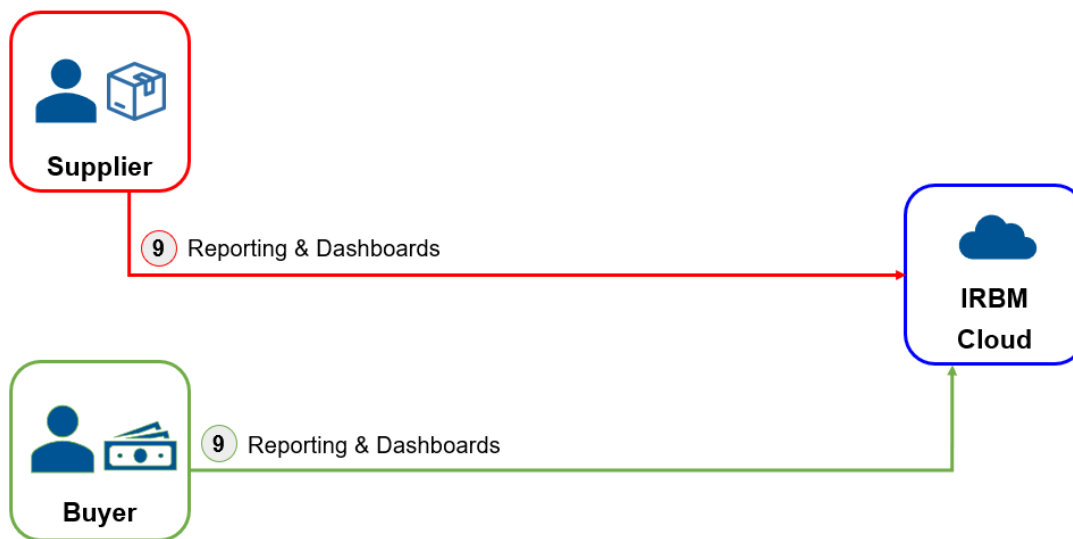 Supplier
9 Reporting & Dashboards
IRBM
Cloud
9 Reporting & Dashboards
Buyer